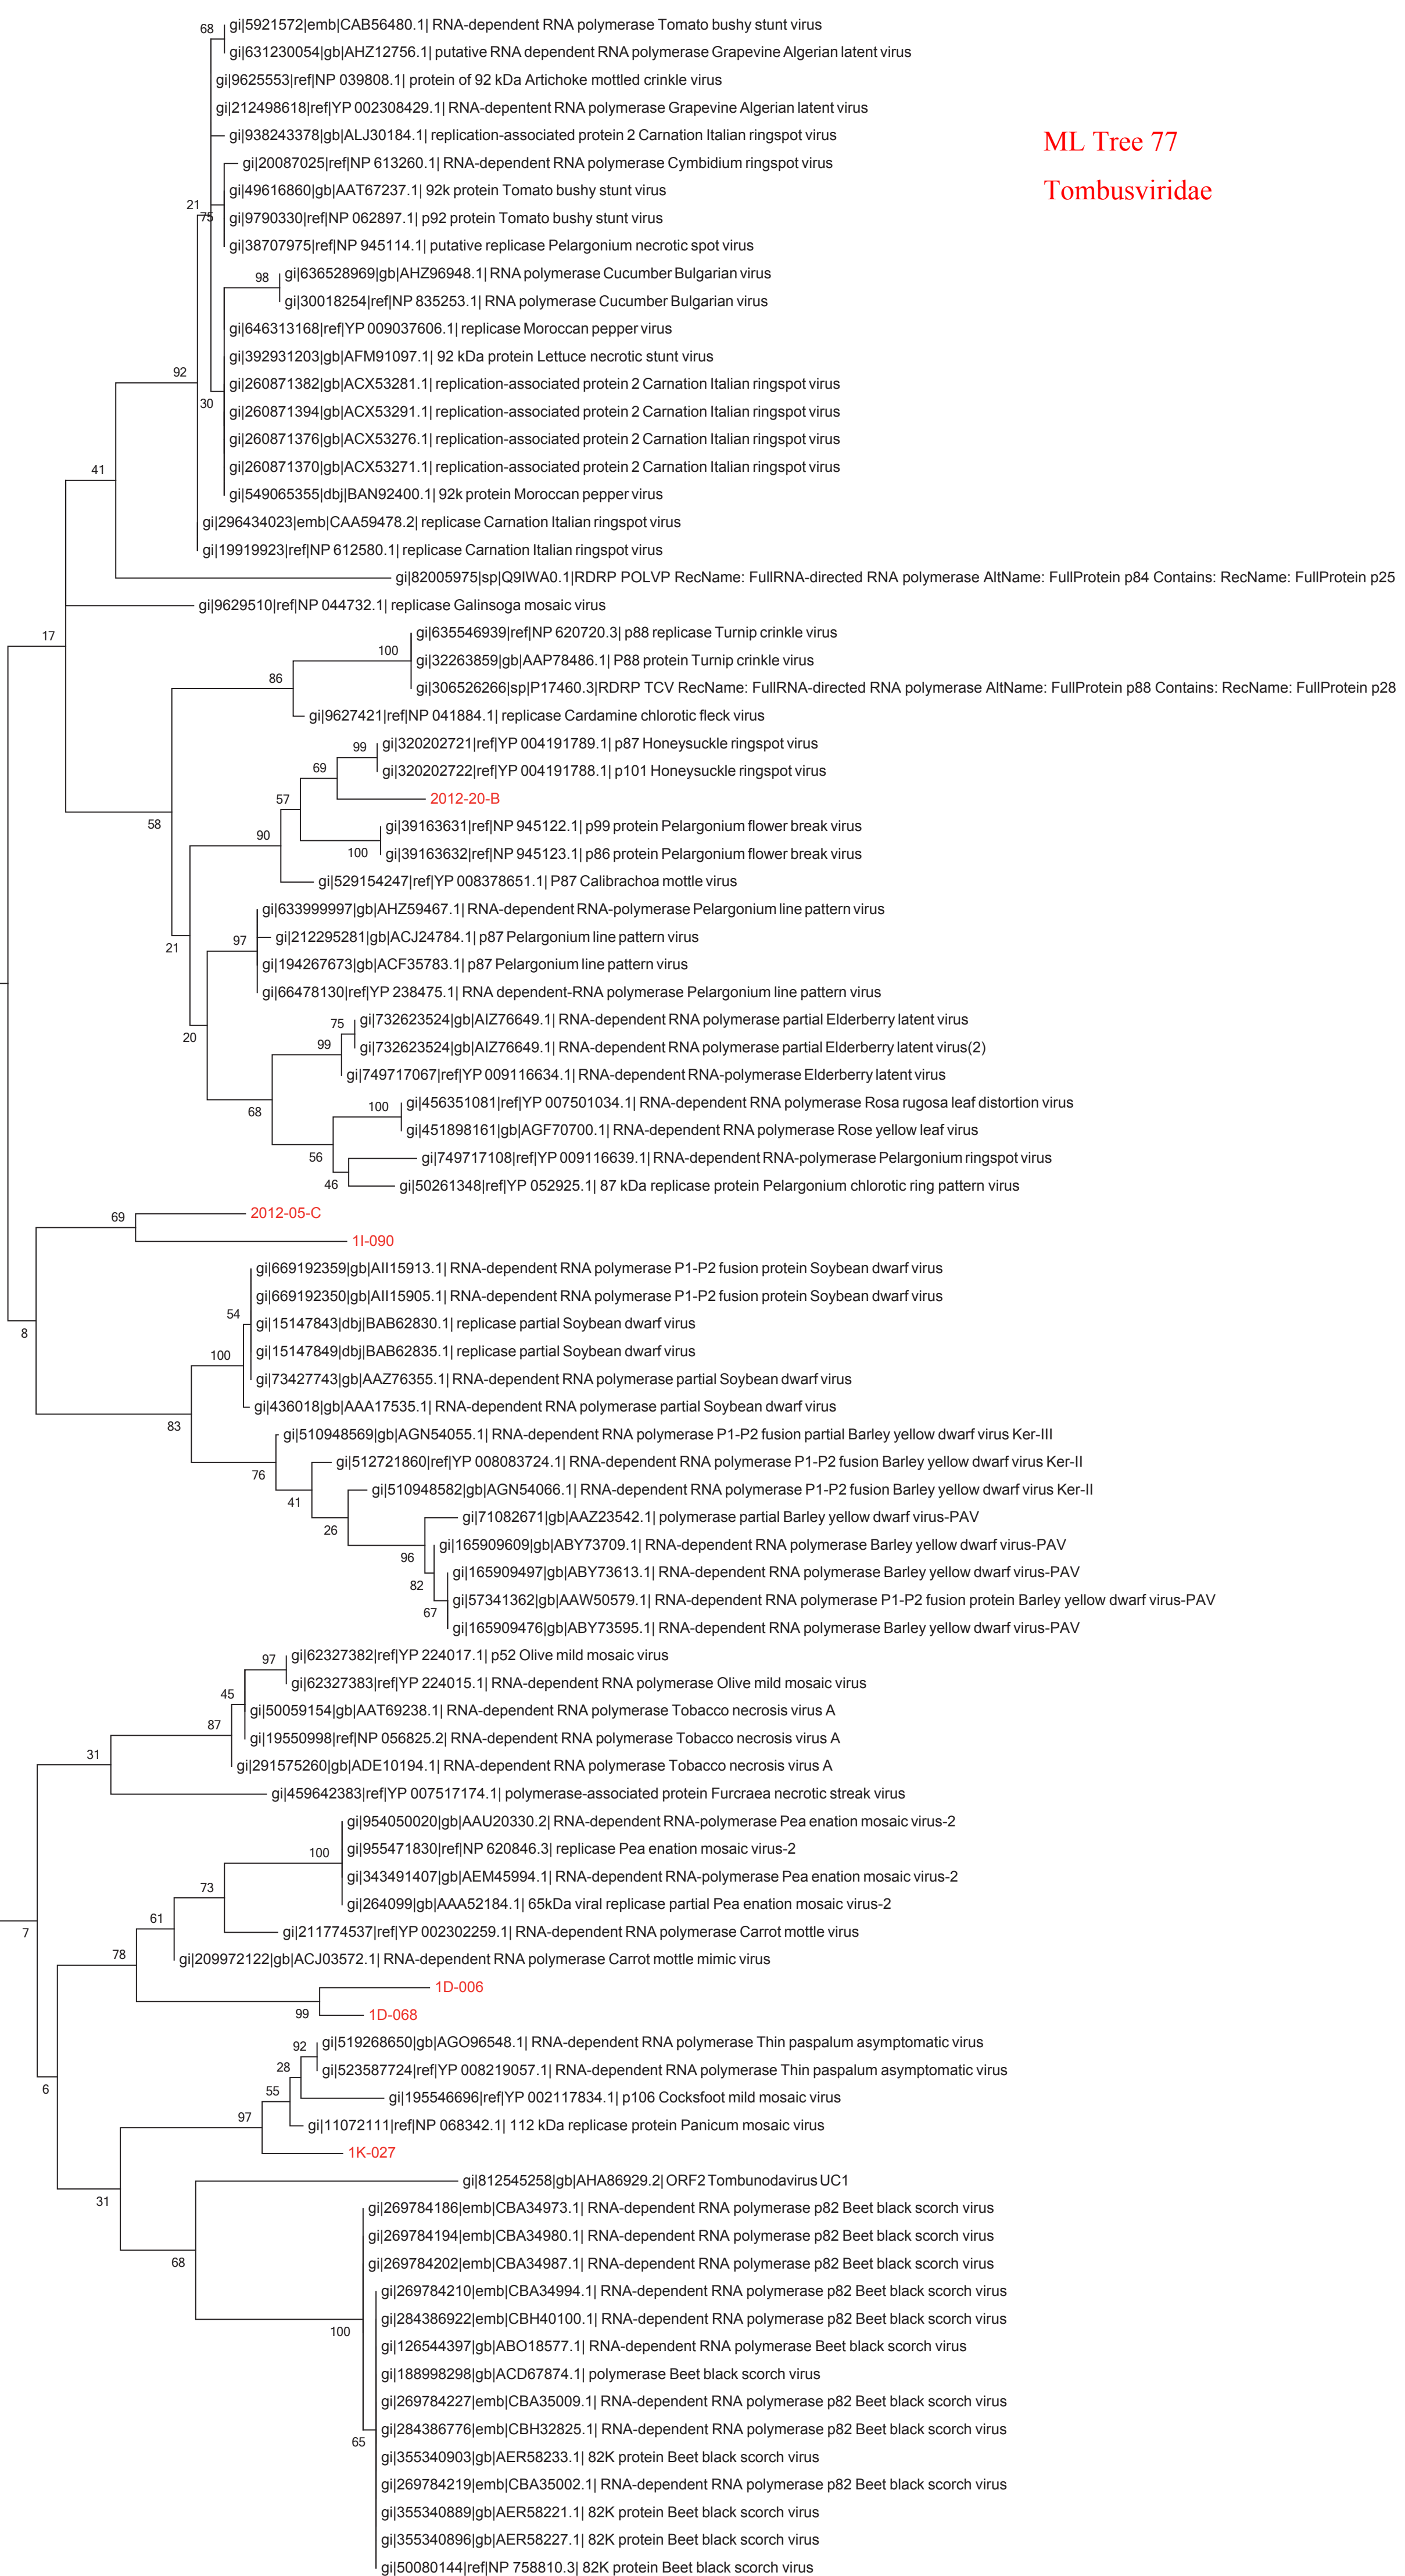 68
gi|5921572|emb|CAB56480.1| RNA-dependent RNA polymerase Tomato bushy stunt virus
gi|631230054|gb|AHZ12756.1| putative RNA dependent RNA polymerase Grapevine Algerian latent virus
gi|9625553|ref|NP 039808.1| protein of 92 kDa Artichoke mottled crinkle virus
gi|212498618|ref|YP 002308429.1| RNA-depentent RNA polymerase Grapevine Algerian latent virus
gi|938243378|gb|ALJ30184.1| replication-associated protein 2 Carnation Italian ringspot virus
ML Tree 77
Tombusviridae
gi|20087025|ref|NP 613260.1| RNA-dependent RNA polymerase Cymbidium ringspot virus
gi|49616860|gb|AAT67237.1| 92k protein Tomato bushy stunt virus
21
75
gi|9790330|ref|NP 062897.1| p92 protein Tomato bushy stunt virus
gi|38707975|ref|NP 945114.1| putative replicase Pelargonium necrotic spot virus
98
gi|636528969|gb|AHZ96948.1| RNA polymerase Cucumber Bulgarian virus
gi|30018254|ref|NP 835253.1| RNA polymerase Cucumber Bulgarian virus
gi|646313168|ref|YP 009037606.1| replicase Moroccan pepper virus
gi|392931203|gb|AFM91097.1| 92 kDa protein Lettuce necrotic stunt virus
92
gi|260871382|gb|ACX53281.1| replication-associated protein 2 Carnation Italian ringspot virus
30
gi|260871394|gb|ACX53291.1| replication-associated protein 2 Carnation Italian ringspot virus
gi|260871376|gb|ACX53276.1| replication-associated protein 2 Carnation Italian ringspot virus
41
gi|260871370|gb|ACX53271.1| replication-associated protein 2 Carnation Italian ringspot virus
gi|549065355|dbj|BAN92400.1| 92k protein Moroccan pepper virus
gi|296434023|emb|CAA59478.2| replicase Carnation Italian ringspot virus
gi|19919923|ref|NP 612580.1| replicase Carnation Italian ringspot virus
gi|82005975|sp|Q9IWA0.1|RDRP POLVP RecName: FullRNA-directed RNA polymerase AltName: FullProtein p84 Contains: RecName: FullProtein p25
gi|9629510|ref|NP 044732.1| replicase Galinsoga mosaic virus
17
gi|635546939|ref|NP 620720.3| p88 replicase Turnip crinkle virus
100
gi|32263859|gb|AAP78486.1| P88 protein Turnip crinkle virus
86
gi|306526266|sp|P17460.3|RDRP TCV RecName: FullRNA-directed RNA polymerase AltName: FullProtein p88 Contains: RecName: FullProtein p28
gi|9627421|ref|NP 041884.1| replicase Cardamine chlorotic fleck virus
99
gi|320202721|ref|YP 004191789.1| p87 Honeysuckle ringspot virus
69
gi|320202722|ref|YP 004191788.1| p101 Honeysuckle ringspot virus
57
2012-20-B
58
90
gi|39163631|ref|NP 945122.1| p99 protein Pelargonium flower break virus
100
gi|39163632|ref|NP 945123.1| p86 protein Pelargonium flower break virus
gi|529154247|ref|YP 008378651.1| P87 Calibrachoa mottle virus
gi|633999997|gb|AHZ59467.1| RNA-dependent RNA-polymerase Pelargonium line pattern virus
21
97
gi|212295281|gb|ACJ24784.1| p87 Pelargonium line pattern virus
gi|194267673|gb|ACF35783.1| p87 Pelargonium line pattern virus
gi|66478130|ref|YP 238475.1| RNA dependent-RNA polymerase Pelargonium line pattern virus
75
gi|732623524|gb|AIZ76649.1| RNA-dependent RNA polymerase partial Elderberry latent virus
20
99
gi|732623524|gb|AIZ76649.1| RNA-dependent RNA polymerase partial Elderberry latent virus(2)
gi|749717067|ref|YP 009116634.1| RNA-dependent RNA-polymerase Elderberry latent virus
68
100
gi|456351081|ref|YP 007501034.1| RNA-dependent RNA polymerase Rosa rugosa leaf distortion virus
gi|451898161|gb|AGF70700.1| RNA-dependent RNA polymerase Rose yellow leaf virus
56
gi|749717108|ref|YP 009116639.1| RNA-dependent RNA-polymerase Pelargonium ringspot virus
46
gi|50261348|ref|YP 052925.1| 87 kDa replicase protein Pelargonium chlorotic ring pattern virus
69
2012-05-C
1I-090
gi|669192359|gb|AII15913.1| RNA-dependent RNA polymerase P1-P2 fusion protein Soybean dwarf virus
gi|669192350|gb|AII15905.1| RNA-dependent RNA polymerase P1-P2 fusion protein Soybean dwarf virus
8
54
gi|15147843|dbj|BAB62830.1| replicase partial Soybean dwarf virus
100
gi|15147849|dbj|BAB62835.1| replicase partial Soybean dwarf virus
gi|73427743|gb|AAZ76355.1| RNA-dependent RNA polymerase partial Soybean dwarf virus
gi|436018|gb|AAA17535.1| RNA-dependent RNA polymerase partial Soybean dwarf virus
83
gi|510948569|gb|AGN54055.1| RNA-dependent RNA polymerase P1-P2 fusion partial Barley yellow dwarf virus Ker-III
76
gi|512721860|ref|YP 008083724.1| RNA-dependent RNA polymerase P1-P2 fusion Barley yellow dwarf virus Ker-II
41
gi|510948582|gb|AGN54066.1| RNA-dependent RNA polymerase P1-P2 fusion Barley yellow dwarf virus Ker-II
26
gi|71082671|gb|AAZ23542.1| polymerase partial Barley yellow dwarf virus-PAV
96
gi|165909609|gb|ABY73709.1| RNA-dependent RNA polymerase Barley yellow dwarf virus-PAV
82
gi|165909497|gb|ABY73613.1| RNA-dependent RNA polymerase Barley yellow dwarf virus-PAV
67
gi|57341362|gb|AAW50579.1| RNA-dependent RNA polymerase P1-P2 fusion protein Barley yellow dwarf virus-PAV
gi|165909476|gb|ABY73595.1| RNA-dependent RNA polymerase Barley yellow dwarf virus-PAV
97
gi|62327382|ref|YP 224017.1| p52 Olive mild mosaic virus
gi|62327383|ref|YP 224015.1| RNA-dependent RNA polymerase Olive mild mosaic virus
45
gi|50059154|gb|AAT69238.1| RNA-dependent RNA polymerase Tobacco necrosis virus A
87
gi|19550998|ref|NP 056825.2| RNA-dependent RNA polymerase Tobacco necrosis virus A
31
gi|291575260|gb|ADE10194.1| RNA-dependent RNA polymerase Tobacco necrosis virus A
gi|459642383|ref|YP 007517174.1| polymerase-associated protein Furcraea necrotic streak virus
gi|954050020|gb|AAU20330.2| RNA-dependent RNA-polymerase Pea enation mosaic virus-2
100
gi|955471830|ref|NP 620846.3| replicase Pea enation mosaic virus-2
73
gi|343491407|gb|AEM45994.1| RNA-dependent RNA-polymerase Pea enation mosaic virus-2
gi|264099|gb|AAA52184.1| 65kDa viral replicase partial Pea enation mosaic virus-2
7
61
gi|211774537|ref|YP 002302259.1| RNA-dependent RNA polymerase Carrot mottle virus
78
gi|209972122|gb|ACJ03572.1| RNA-dependent RNA polymerase Carrot mottle mimic virus
1D-006
99
1D-068
92
gi|519268650|gb|AGO96548.1| RNA-dependent RNA polymerase Thin paspalum asymptomatic virus
28
gi|523587724|ref|YP 008219057.1| RNA-dependent RNA polymerase Thin paspalum asymptomatic virus
6
55
gi|195546696|ref|YP 002117834.1| p106 Cocksfoot mild mosaic virus
97
gi|11072111|ref|NP 068342.1| 112 kDa replicase protein Panicum mosaic virus
1K-027
31
gi|812545258|gb|AHA86929.2| ORF2 Tombunodavirus UC1
gi|269784186|emb|CBA34973.1| RNA-dependent RNA polymerase p82 Beet black scorch virus
gi|269784194|emb|CBA34980.1| RNA-dependent RNA polymerase p82 Beet black scorch virus
68
gi|269784202|emb|CBA34987.1| RNA-dependent RNA polymerase p82 Beet black scorch virus
gi|269784210|emb|CBA34994.1| RNA-dependent RNA polymerase p82 Beet black scorch virus
100
gi|284386922|emb|CBH40100.1| RNA-dependent RNA polymerase p82 Beet black scorch virus
gi|126544397|gb|ABO18577.1| RNA-dependent RNA polymerase Beet black scorch virus
gi|188998298|gb|ACD67874.1| polymerase Beet black scorch virus
gi|269784227|emb|CBA35009.1| RNA-dependent RNA polymerase p82 Beet black scorch virus
65
gi|284386776|emb|CBH32825.1| RNA-dependent RNA polymerase p82 Beet black scorch virus
gi|355340903|gb|AER58233.1| 82K protein Beet black scorch virus
gi|269784219|emb|CBA35002.1| RNA-dependent RNA polymerase p82 Beet black scorch virus
gi|355340889|gb|AER58221.1| 82K protein Beet black scorch virus
gi|355340896|gb|AER58227.1| 82K protein Beet black scorch virus
gi|50080144|ref|NP 758810.3| 82K protein Beet black scorch virus